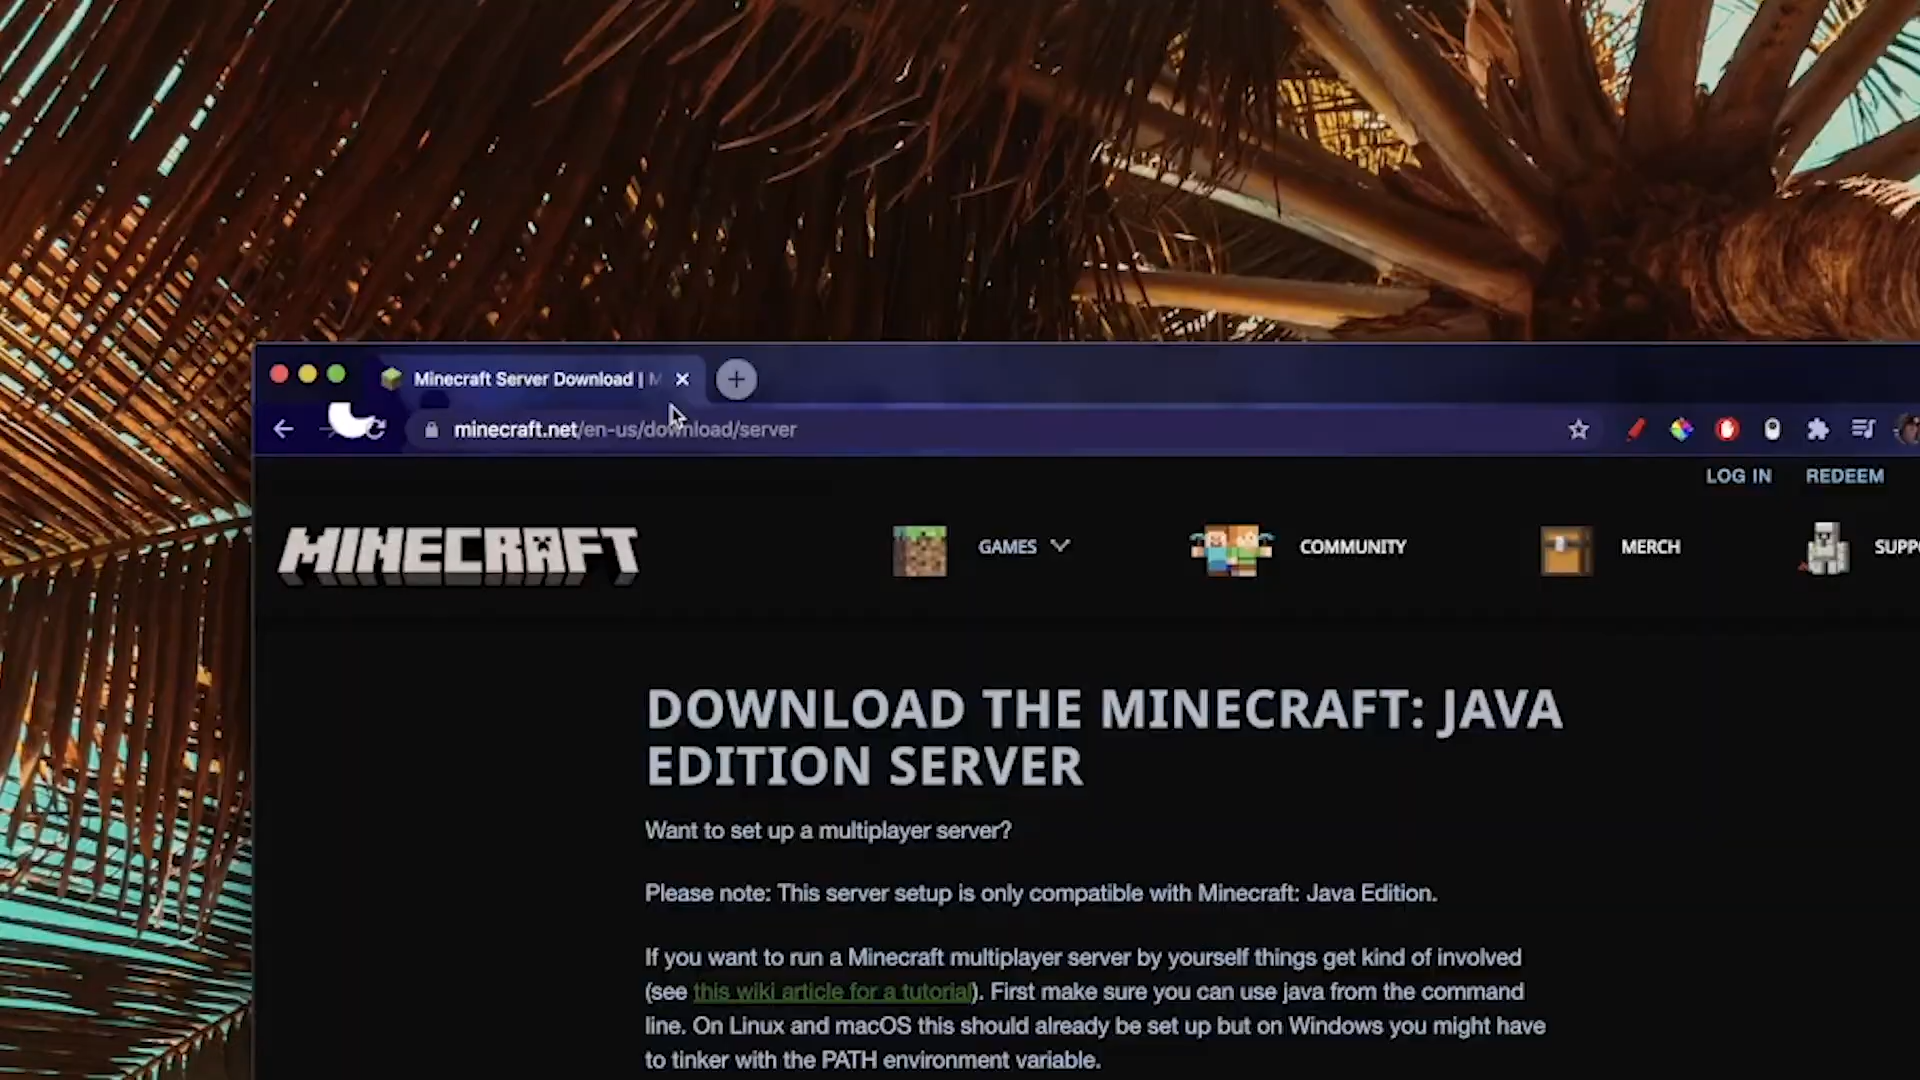 Minecraft Server Download |
minecraft.net/en-us/download/server
LOG IN REDEEM
MINECRAFT
GAMES COMMUNITY MERCH
DOWNLOAD THE MINECRAFT: JAVA
EDITION SERVER
Want to set up a multiplayer server?
Please note: This server setup is only compatible with Minecraft: Java Edition.
If you want to run a Minecraft multiplayer server by yourself things get kind of involved
(see this wiki article for a tutorial). First make sure you can use java from the command
line. On Linux and macOS this should already be set up but on Windows you might have
to tinker with the PATH environment variable.